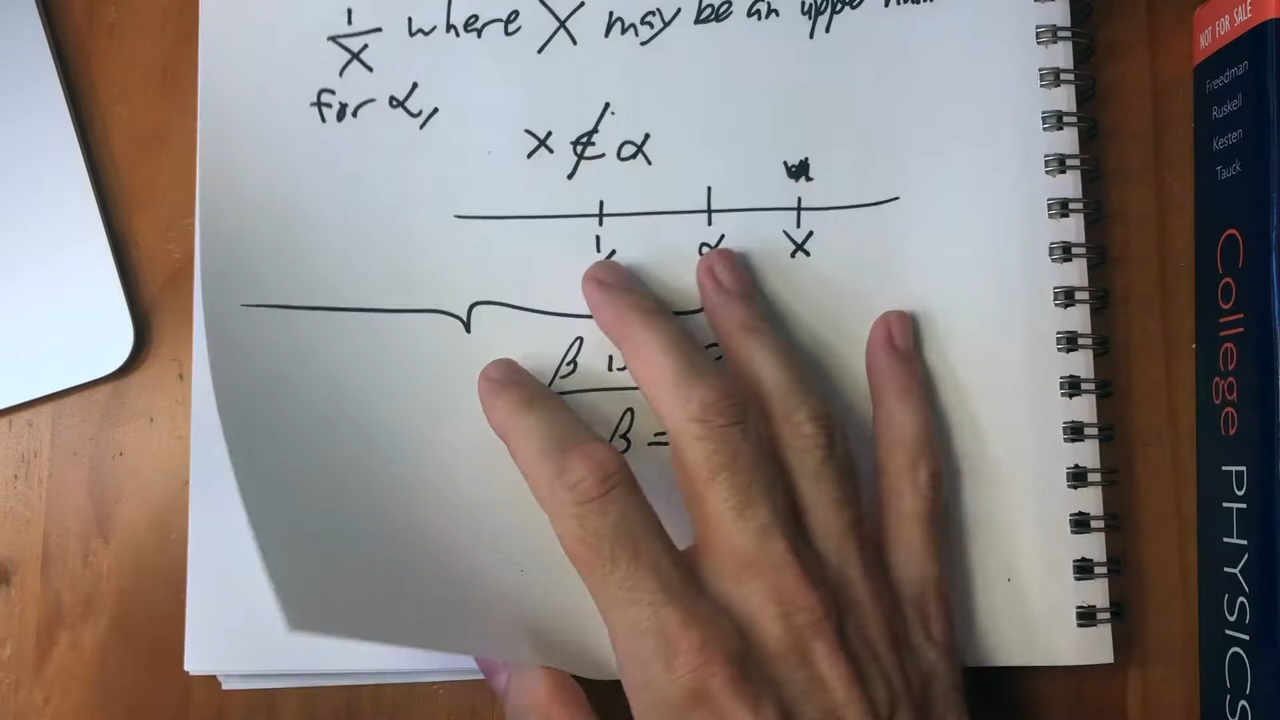 1/X where X may be an upper
for α,
x ∉ α
α X
β
β =
NOT FOR SALE
Freedman
Ruskell
Kesten
Tauck
College PHYSICS